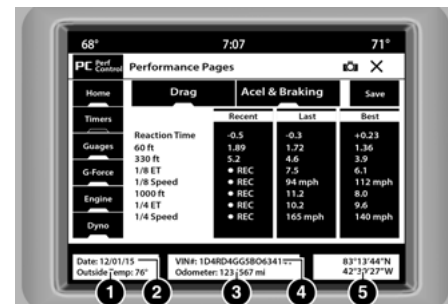 68° 7:07 71°
PC Perf Control Performance Pages
Home Drag Acel & Braking Save
Timers
Recent Last Best
Reaction Time -0.5 -0.3 +0.23
Guages 60 ft 1.89 1.72 1.36
330 ft 5.2 4.6 3.9
G-Force 1/8 ET • REC 7.5 6.1
1/8 Speed • REC 94 mph 112 mph
1000 ft • REC 11.2 8.0
Engine 1/4 ET • REC 10.2 9.6
1/4 Speed • REC 165 mph 140 mph
Dyno
Date: 12/01/15 VIN#: 83°13'44"N
Outside Temp: 76° Odometer: 123,567 mi 42°33'27"W
1 2 3 4 5